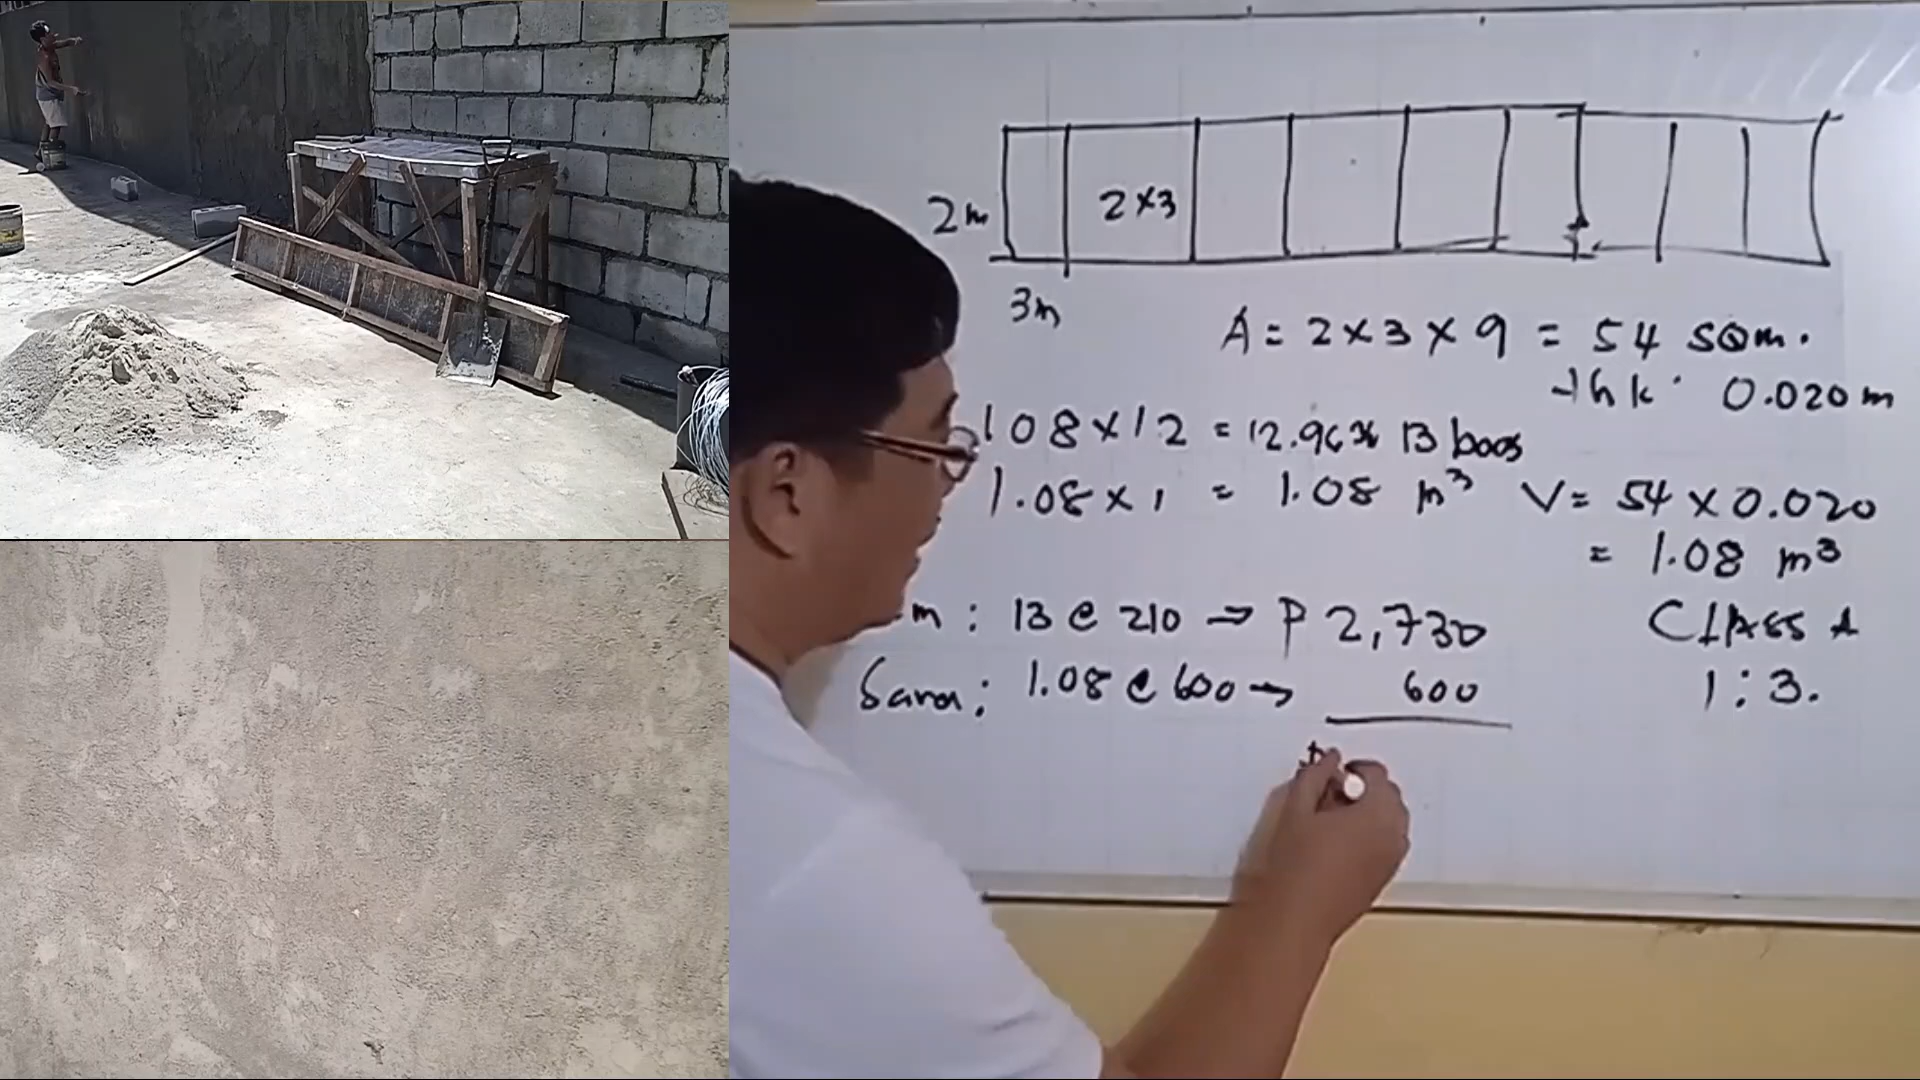 2m
2x3
3m
A = 2 x 3 x 9 = 54 SQm.
thk. 0.020 m
108 x 12 = 12.96 ≈ 13 bags
1.08 x 1 = 1.08 m³
V = 54 x 0.020
= 1.08 m³
m : 13 @ 210 → P 2,730
CLASS A
Sand : 1.08 @ 600 → 600
1 : 3.